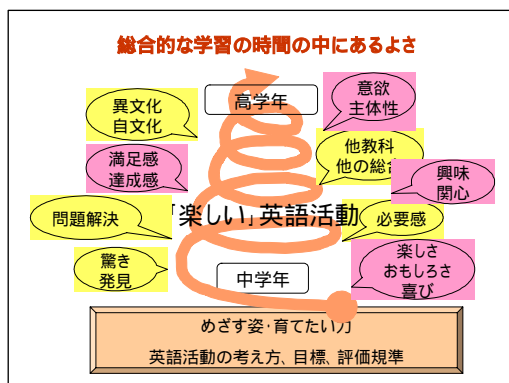 総合的な学習の時間の中にあるよさ
高学年
意欲
主体性
異文化
自文化
他教科
他の総合
満足感
達成感
興味
関心
「楽しい」英語活動
問題解決
必要感
驚き
発見
中学年
楽しさ
おもしろさ
喜び
めざす姿・育てたい力
英語活動の考え方、目標、評価規準